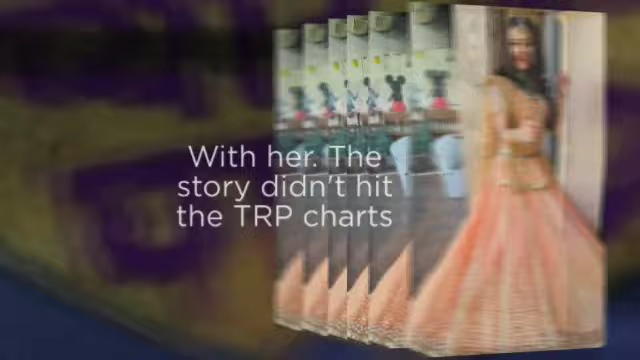 With her. The
story didn't hit
the TRP charts